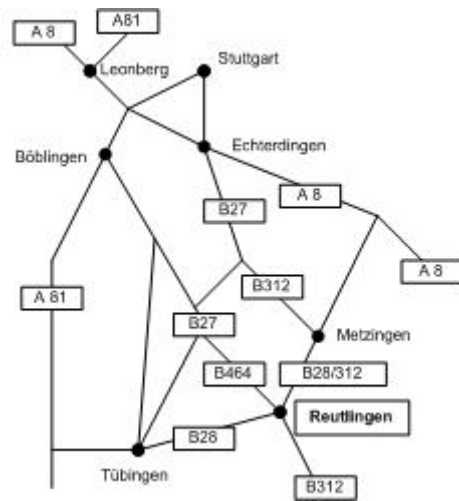 A81
A 8
Leonberg
Stuttgart
Böblingen
Echterdingen
A 8
B27
A 8
B312
A 81
B27
Metzingen
B464
B28/312
Reutlingen
B28
Tübingen
B312